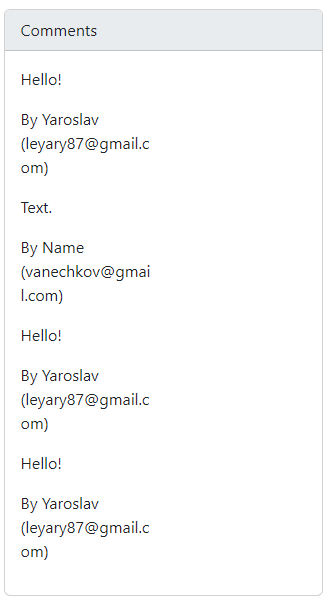 Comments
Hello!
By Yaroslav
(leyary87@gmail.c
om)
Text.
By Name
(vanechkov@gmai
l.com)
Hello!
By Yaroslav
(leyary87@gmail.c
om)
Hello!
By Yaroslav
(leyary87@gmail.c
om)